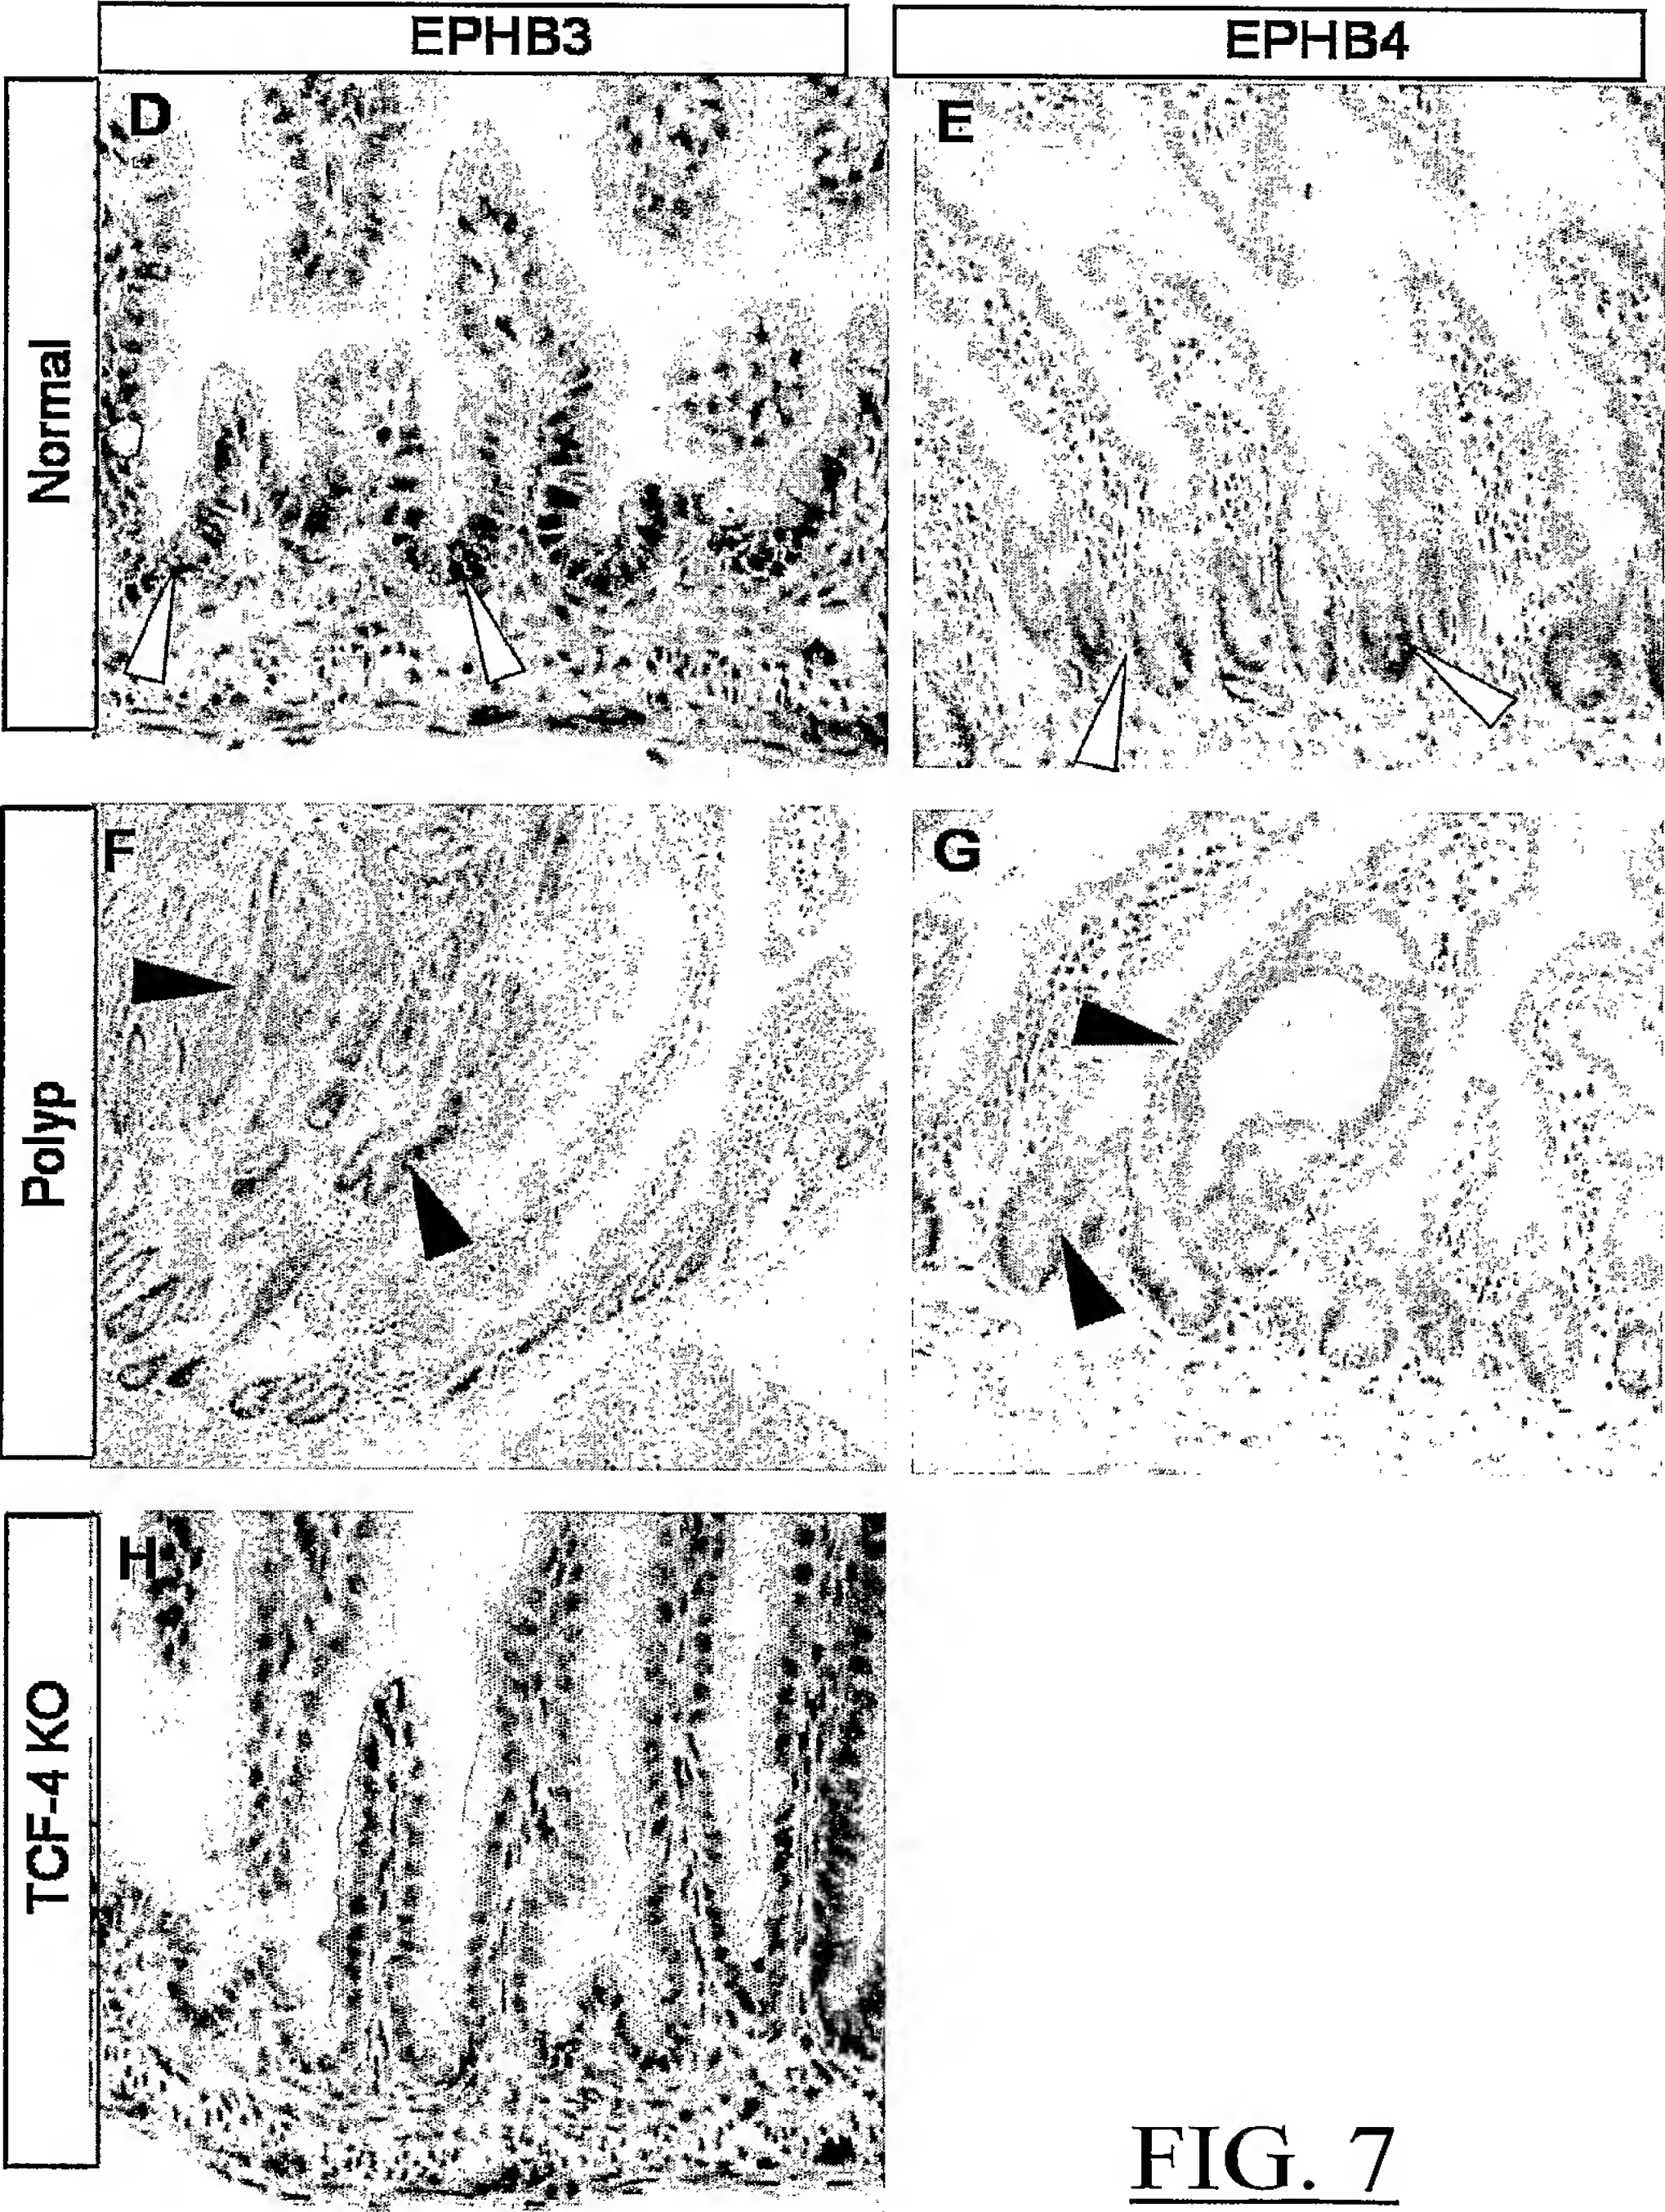 EPHB3
EPHB4
Normal
D
E
Polyp
F
G
TCF-4 KO
H
FIG. 7